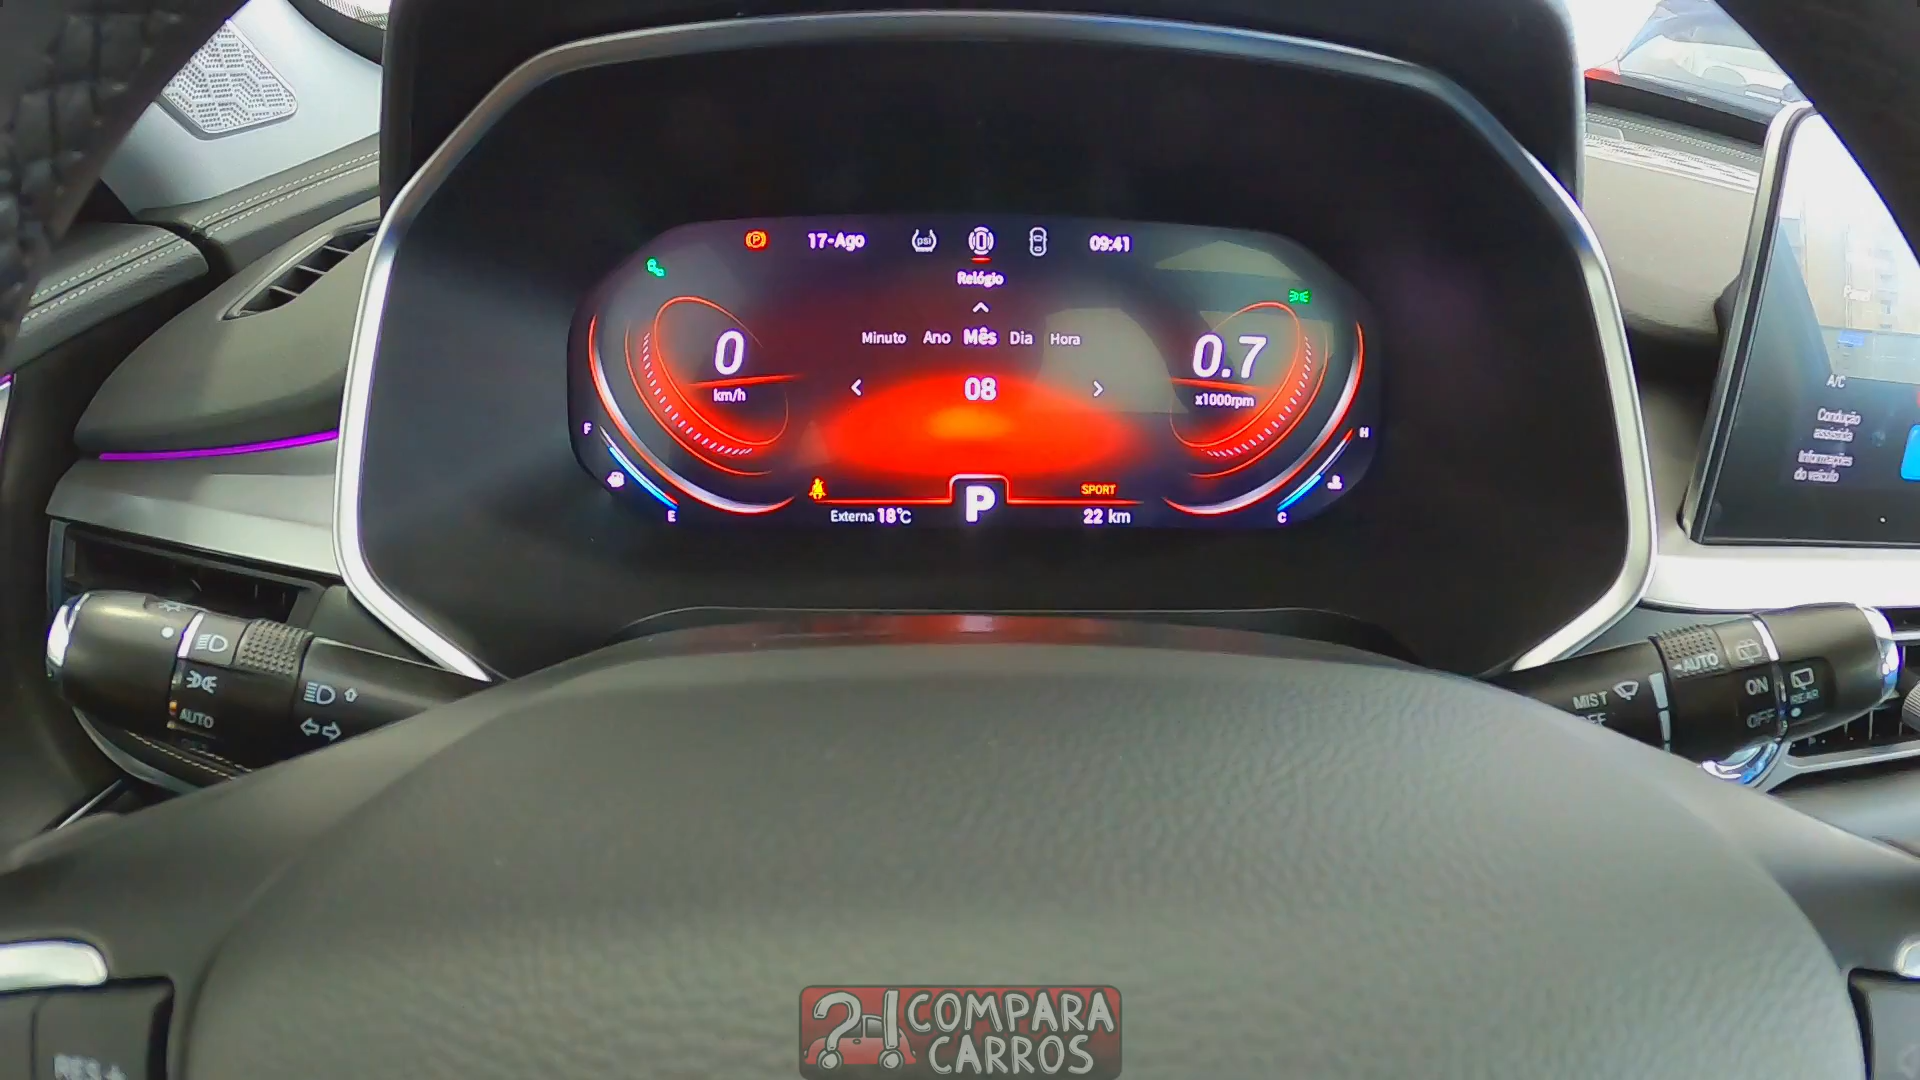 17-Ago
psi
09:41
Relógio
Minuto Ano Mês Dia Hora
0
km/h
08
0.7
x1000rpm
F
E
H
C
SPORT
Externa 18°C
P
22 km
A/C
Condução
assistida
Informações
do veículo
AUTO
MIST
AUTO
ON
OFF
REAR
RES +
?! COMPARA
CARROS